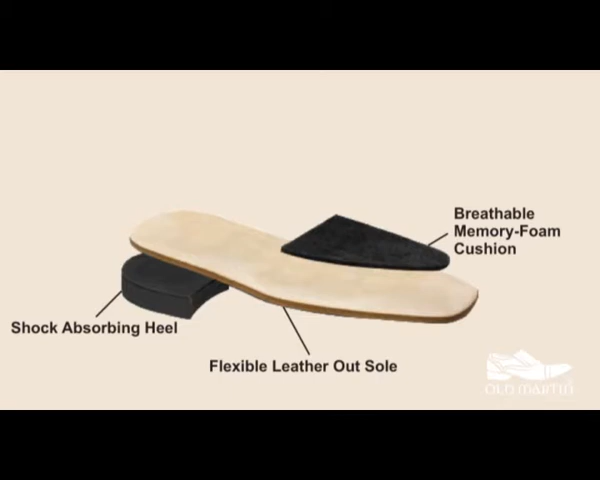 Breathable
Memory-Foam
Cushion
Shock Absorbing Heel
Flexible Leather Out Sole
OLD MARTIN